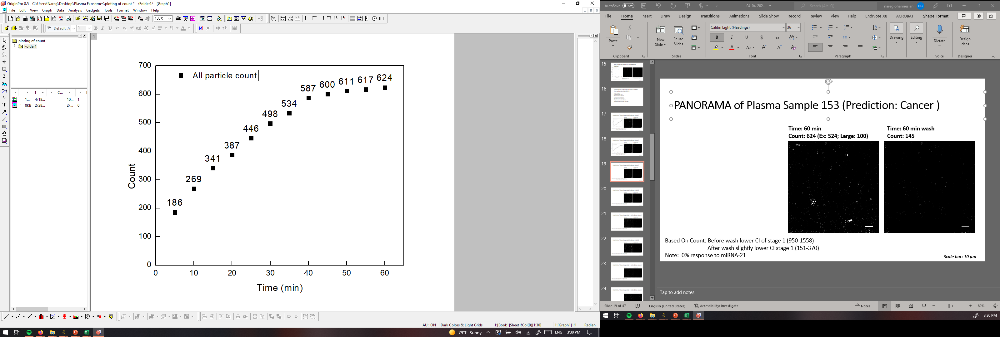 OriginPro 8.5 - C:\Users\Nareg\Desktop\Plasma Exosomes\ploting of count * - /Folder1/ - [Graph1]
File Edit View Graph Data Analysis Gadgets Tools Format Window Help
100%
Default: A 0
ploting of count
Folder1
C...
1... 4/18... 10... 1
8KB 2/28... 2/... 0
1
All particle count
700
600
500
400
300
200
100
0
186
269
341
387
446
498
534
587
600
611
617
624
Count
0 10 20 30 40 50 60
Time (min)
AU : ON Dark Colors & Light Grids 1:[Book1]Sheet1!Col(B)[1:30] 1:[Graph1]1!1 Radian
79°F Sunny ENG 3:30 PM
AutoSave Off 04-04-202... Search (Alt+Q) nareg ohannesian NO
File Home Insert Draw Design Transitions Animations Slide Show Record Review View Help EndNote X8 ACROBAT Shape Format
Paste
New Slide
Reuse Slides
Calibri Light (Headings) 36
Drawing
Editing
Dictate
Design Ideas
Clipboard Slides Font Paragraph Voice Designer
15
16
17
18
19
20
21
22
23
24
PANORAMA of Plasma Sample 153 (Prediction: Cancer )
Time: 60 min
Count: 624 (Ex: 524; Large: 100)
Time: 60 min wash
Count: 145
Based On Count: Before wash lower CI of stage 1 (950-1558)
After wash slightly lower CI stage 1 (151-370)
Note: 0% response to miRNA-21
Scale bar: 10 µm
Tap to add notes
Slide 19 of 47 English (United States) Accessibility: Investigate Notes 82%
3:30 PM